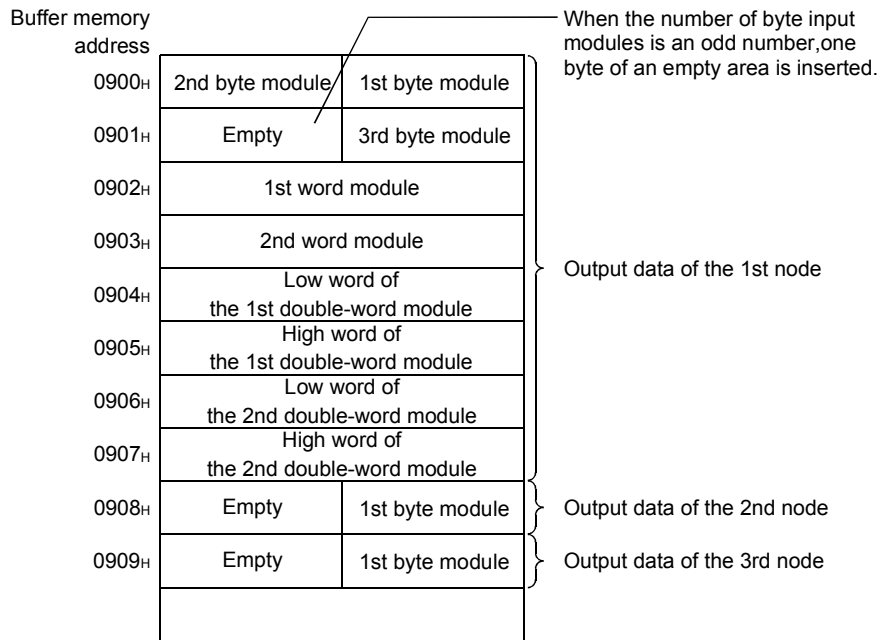 Buffer memory
address
When the number of byte input
modules is an odd number,one
byte of an empty area is inserted.
0900H 2nd byte module 1st byte module
0901H Empty 3rd byte module
0902H 1st word module
0903H 2nd word module
Output data of the 1st node
0904H Low word of
the 1st double-word module
0905H High word of
the 1st double-word module
0906H Low word of
the 2nd double-word module
0907H High word of
the 2nd double-word module
0908H Empty 1st byte module Output data of the 2nd node
0909H Empty 1st byte module Output data of the 3rd node